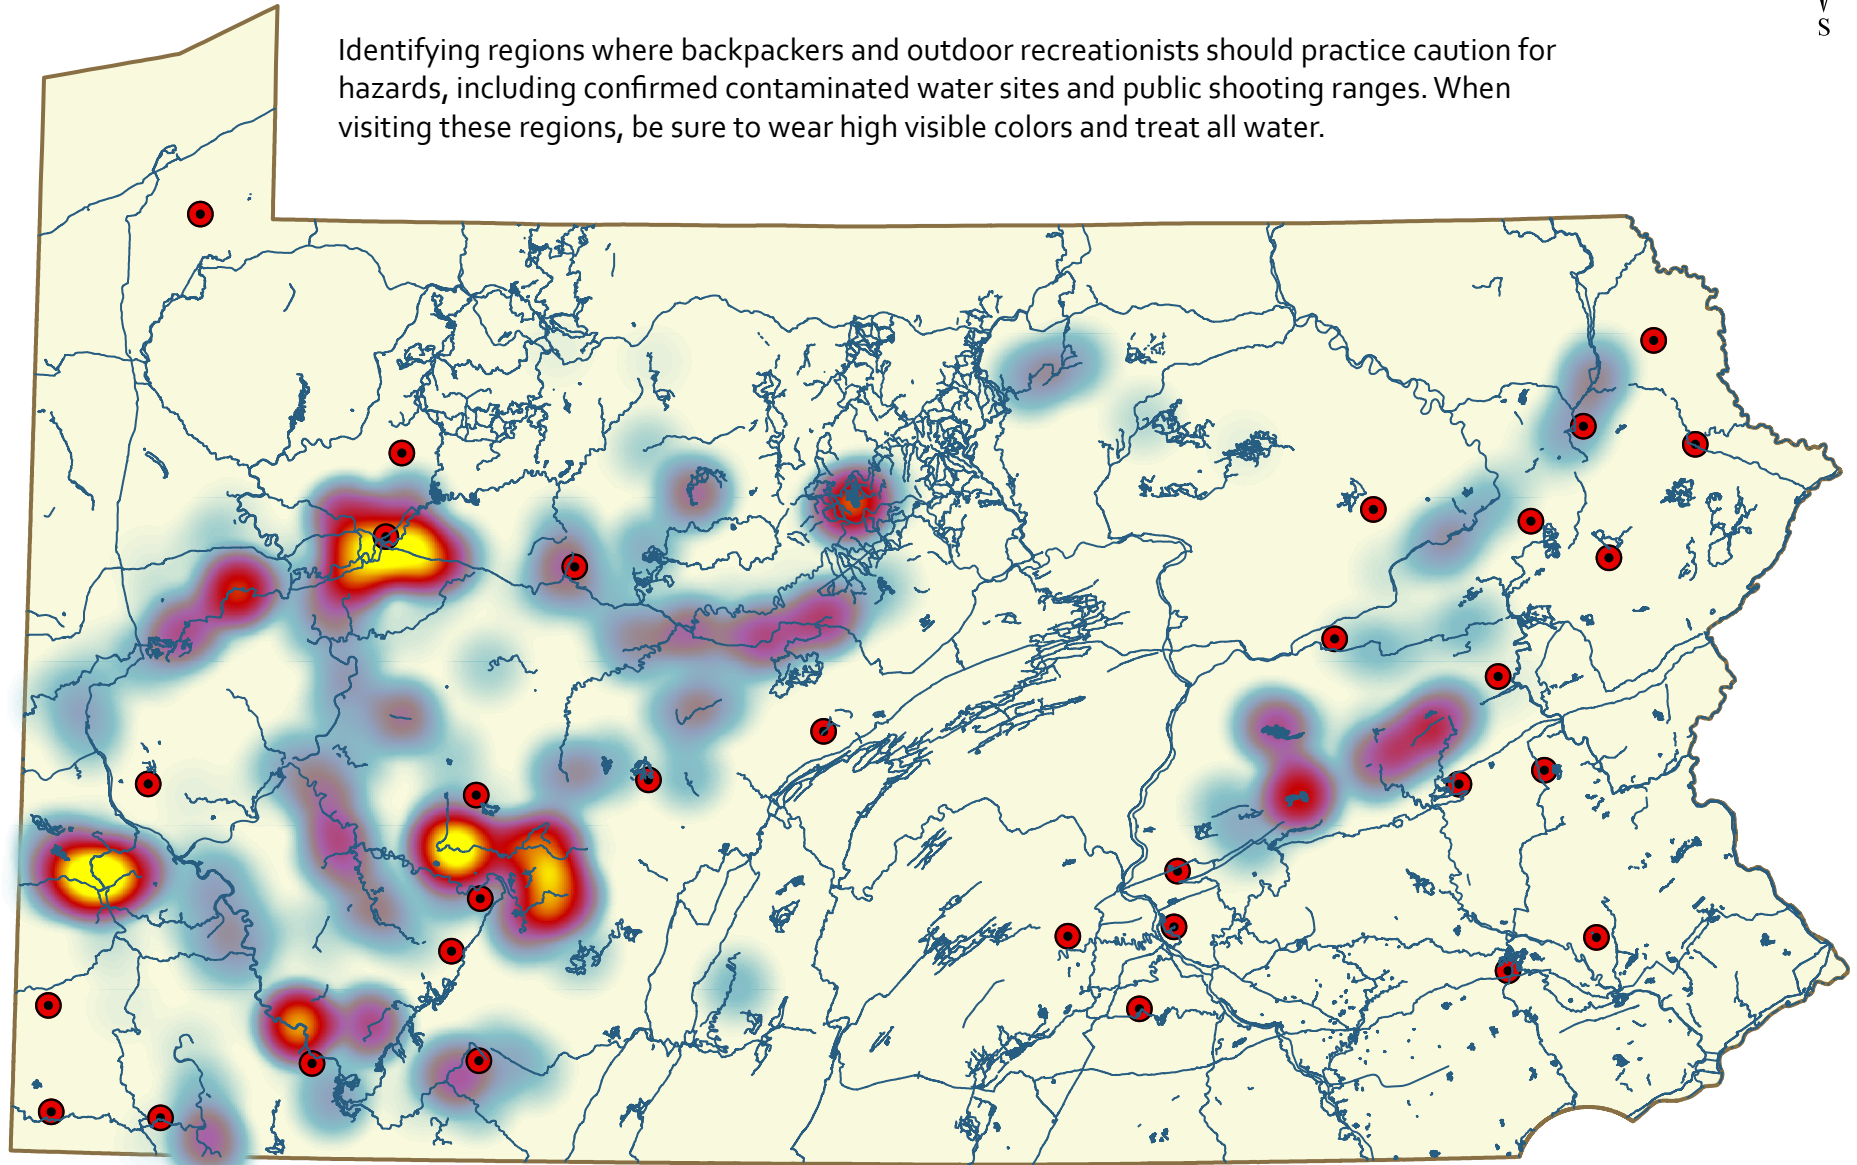 Identifying regions where backpackers and outdoor recreationists should practice caution for
hazards, including confirmed contaminated water sites and public shooting ranges. When
visiting these regions, be sure to wear high visible colors and treat all water.
S